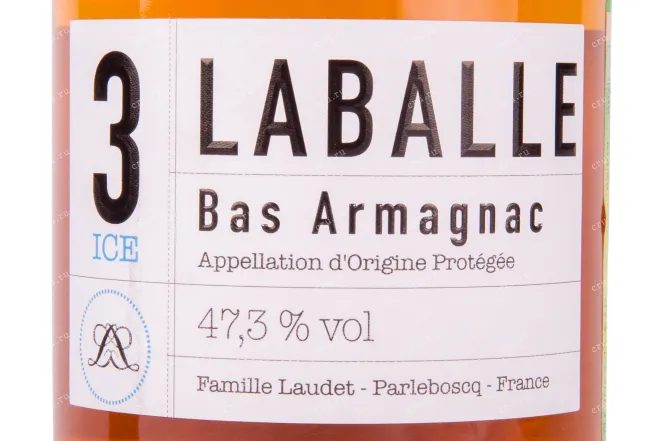 3
ICE
LABALLE
Bas Armagnac
Appellation d'Origine Protégée
47,3 % vol
Famille Laudet - Parleboscq - France